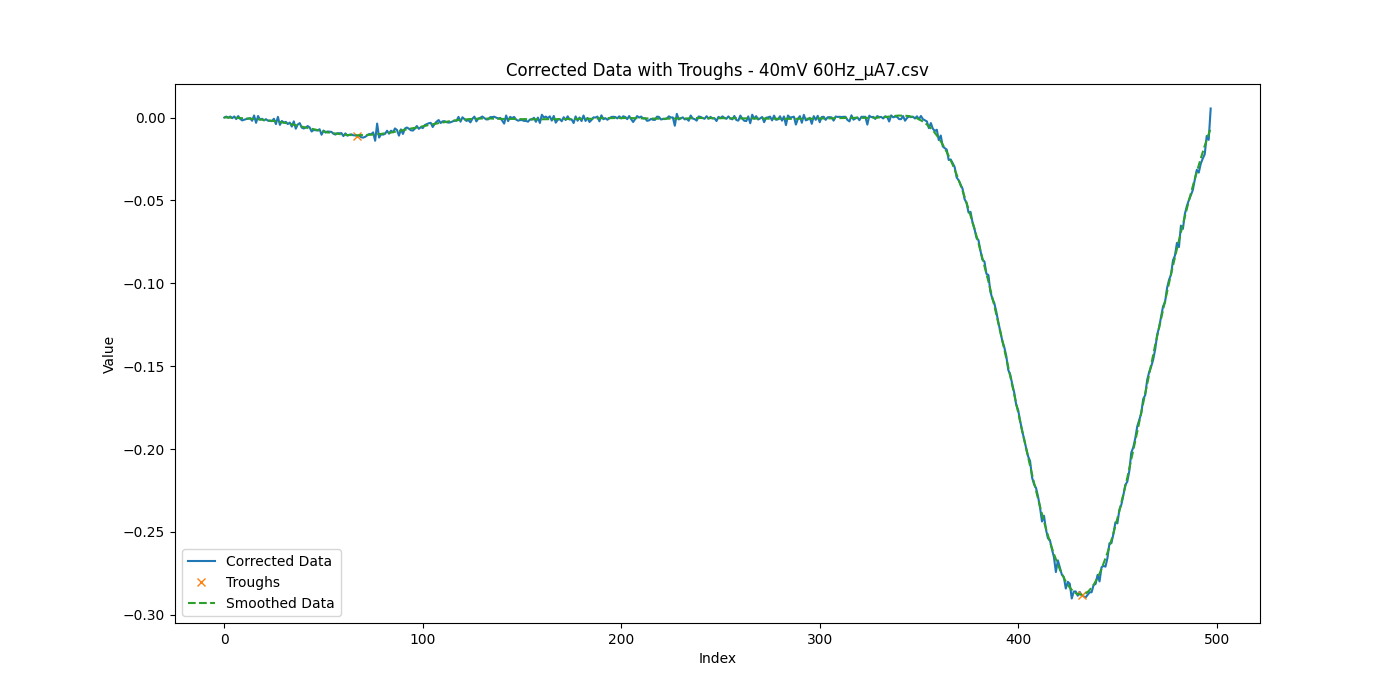 Corrected Data with Troughs - 40mV 60Hz_µA7.csv
0.00
−0.05
−0.10
−0.15
−0.20
−0.25
−0.30
Value
Corrected Data
Troughs
Smoothed Data
0 100 200 300 400 500
Index